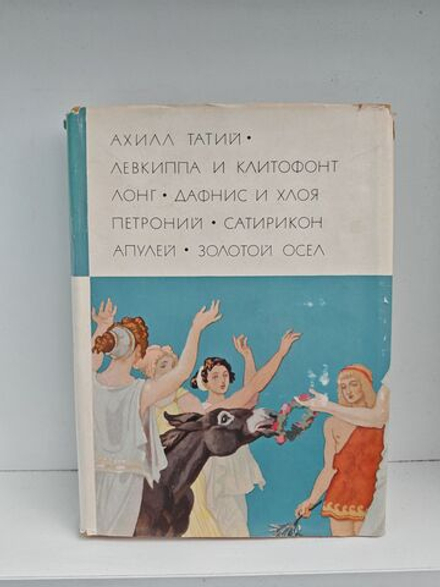 АХИЛЛ ТАТИЙ •
ЛЕВКИППА И КЛИТОФОНТ
ЛОНГ • ДАФНИС И ХЛОЯ
ПЕТРОНИЙ • САТИРИКОН
АПУЛЕЙ • ЗОЛОТОЙ ОСЕЛ